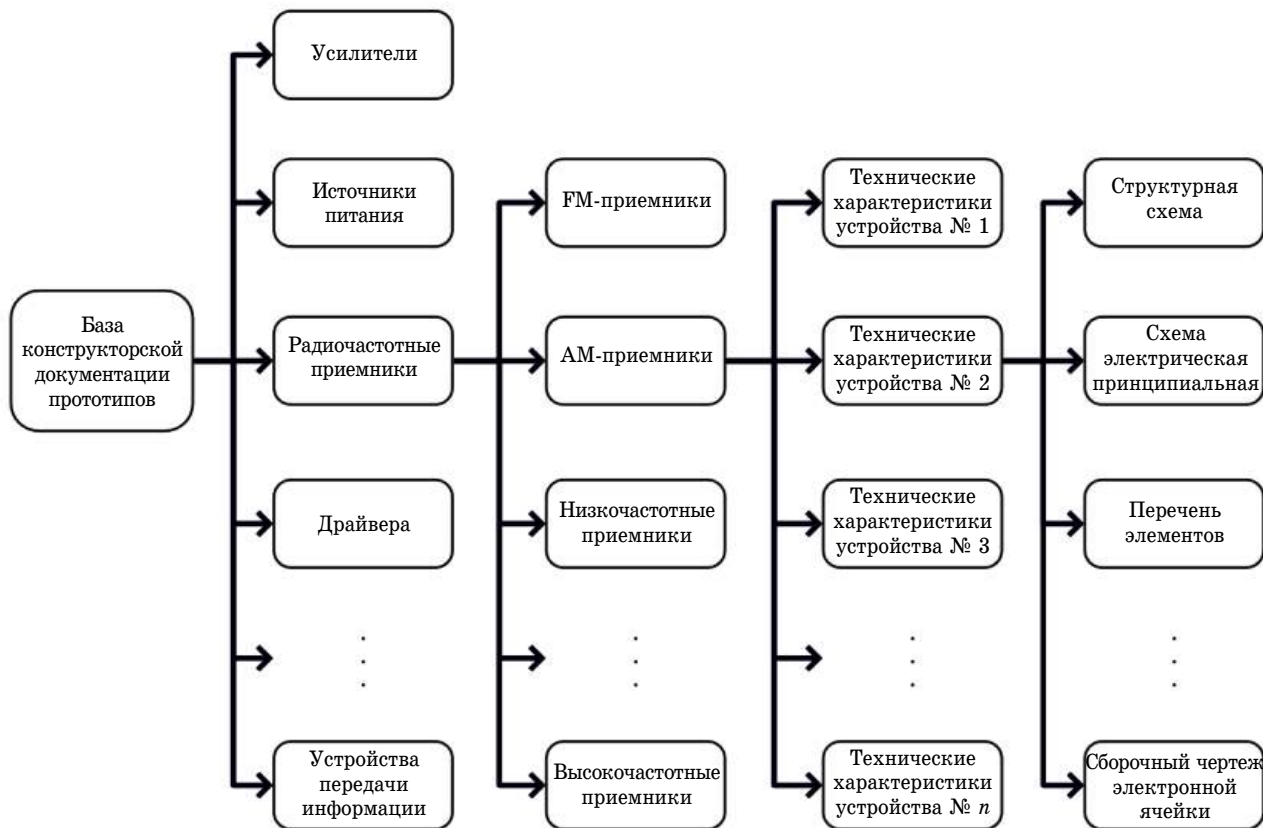 Усилители
Источники
питания
FM-приемники
Технические
характеристики
устройства № 1
Структурная
схема
База
конструкторской
документации
прототипов
Радиочастотные
приемники
АМ-приемники
Технические
характеристики
устройства № 2
Схема
электрическая
принципиальная
Драйвера
Низкочастотные
приемники
Технические
характеристики
устройства № 3
Перечень
элементов
Устройства
передачи
информации
Высокочастотные
приемники
Технические
характеристики
устройства № n
Сборочный чертеж
электронной
ячейки